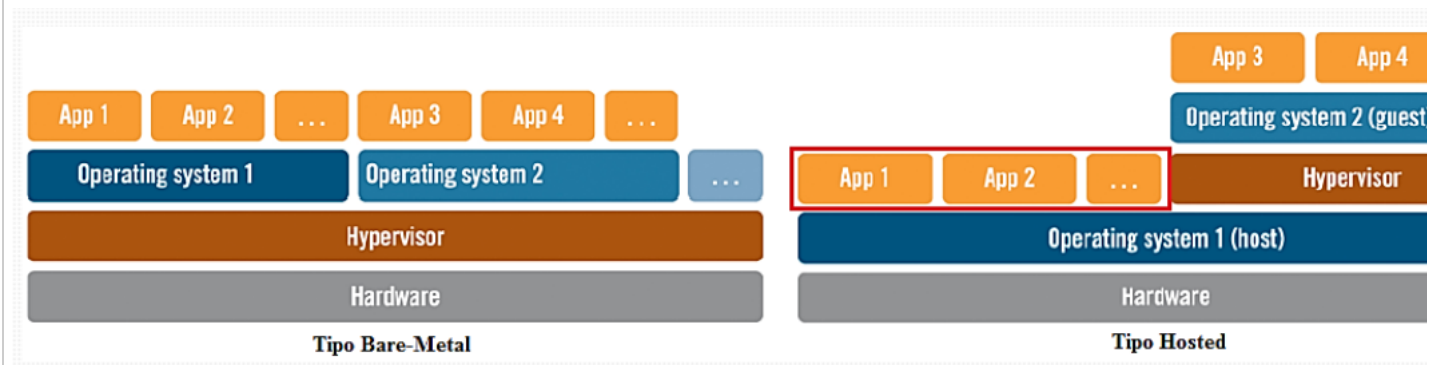 App 3 App 4
Operating system 2 (guest
App 1 App 2 ... App 3 App 4 ...
Operating system 1 Operating system 2 ...
App 1 App 2 ... Hypervisor
Hypervisor
Operating system 1 (host)
Hardware
Hardware
Tipo Bare-Metal
Tipo Hosted